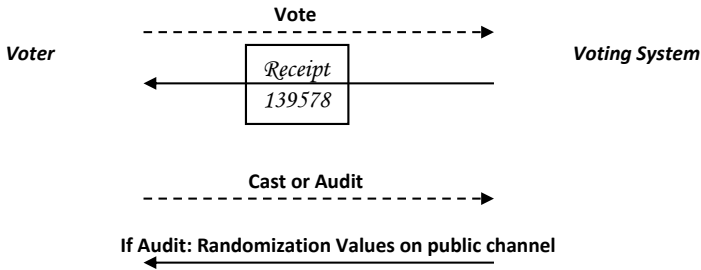 Vote
Voter
Voting System
Receipt
139578
Cast or Audit
If Audit: Randomization Values on public channel